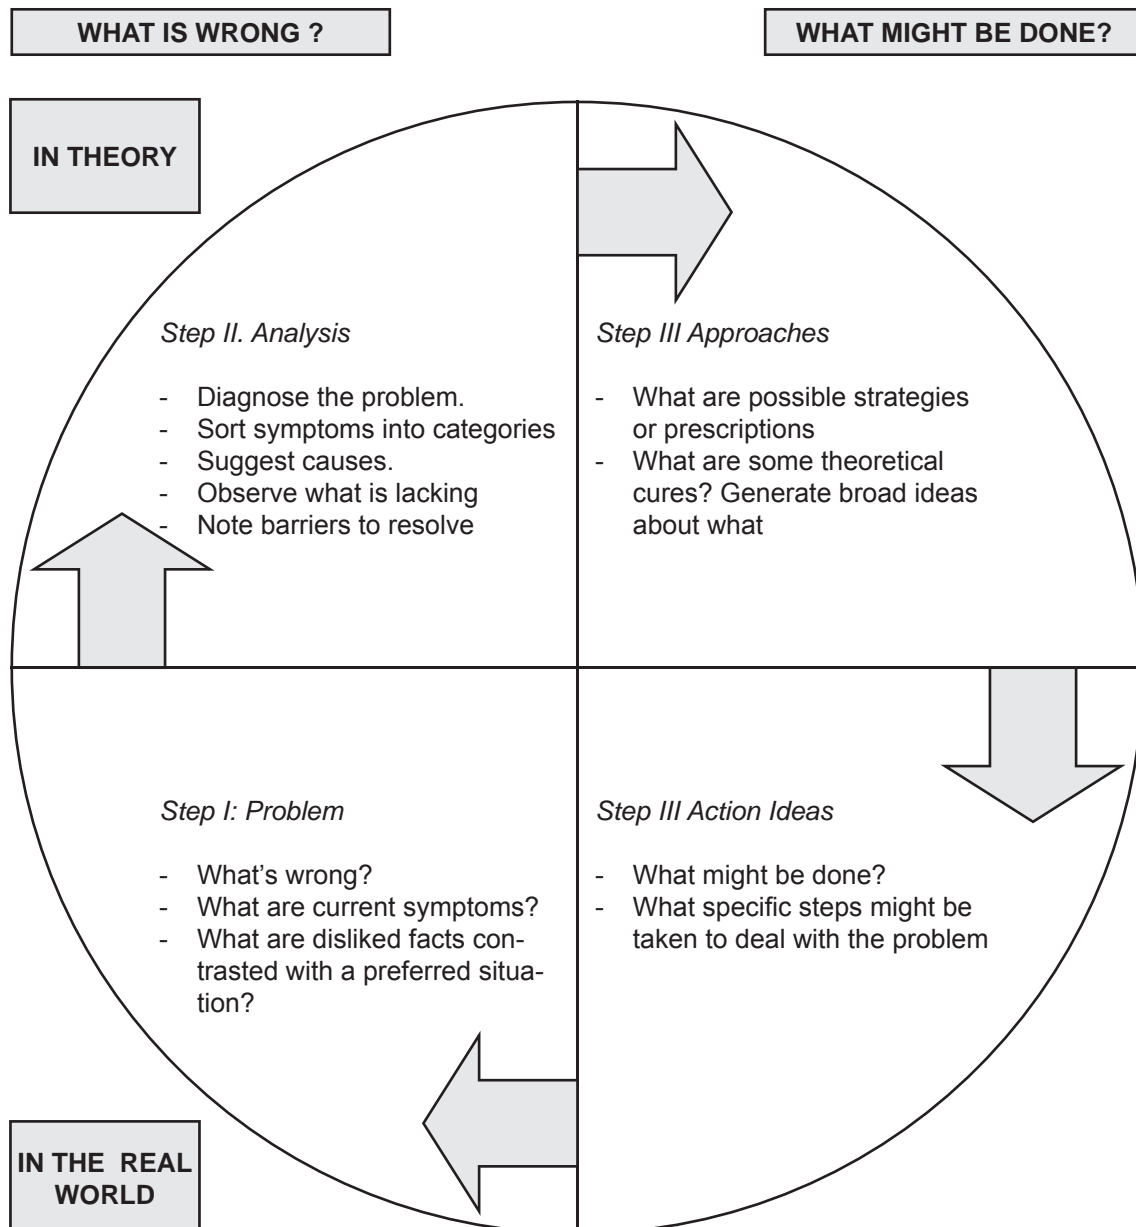 WHAT IS WRONG ?
WHAT MIGHT BE DONE?
IN THEORY
Step II. Analysis
- Diagnose the problem.
- Sort symptoms into categories
- Suggest causes.
- Observe what is lacking
- Note barriers to resolve
Step III Approaches
- What are possible strategies
or prescriptions
- What are some theoretical
cures? Generate broad ideas
about what
Step I: Problem
- What's wrong?
- What are current symptoms?
- What are disliked facts con-
trasted with a preferred situa-
tion?
Step III Action Ideas
- What might be done?
- What specific steps might be
taken to deal with the problem
IN THE REAL
WORLD